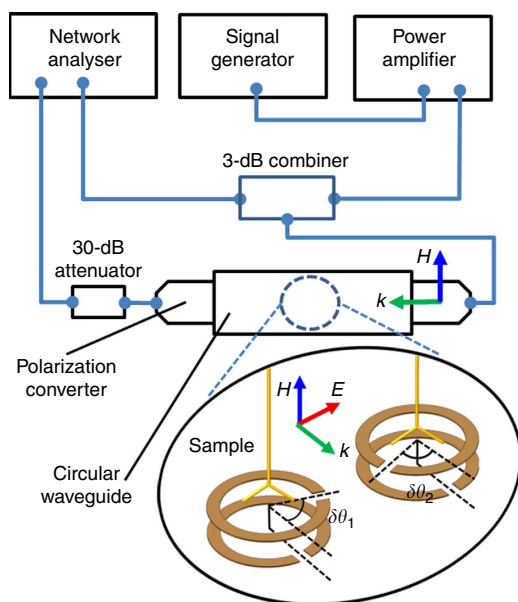 Network
analyser
Signal
generator
Power
amplifier
3-dB combiner
30-dB
attenuator
H
k
Polarization
converter
H
E
k
Sample
Circular
waveguide
δθ1
δθ2